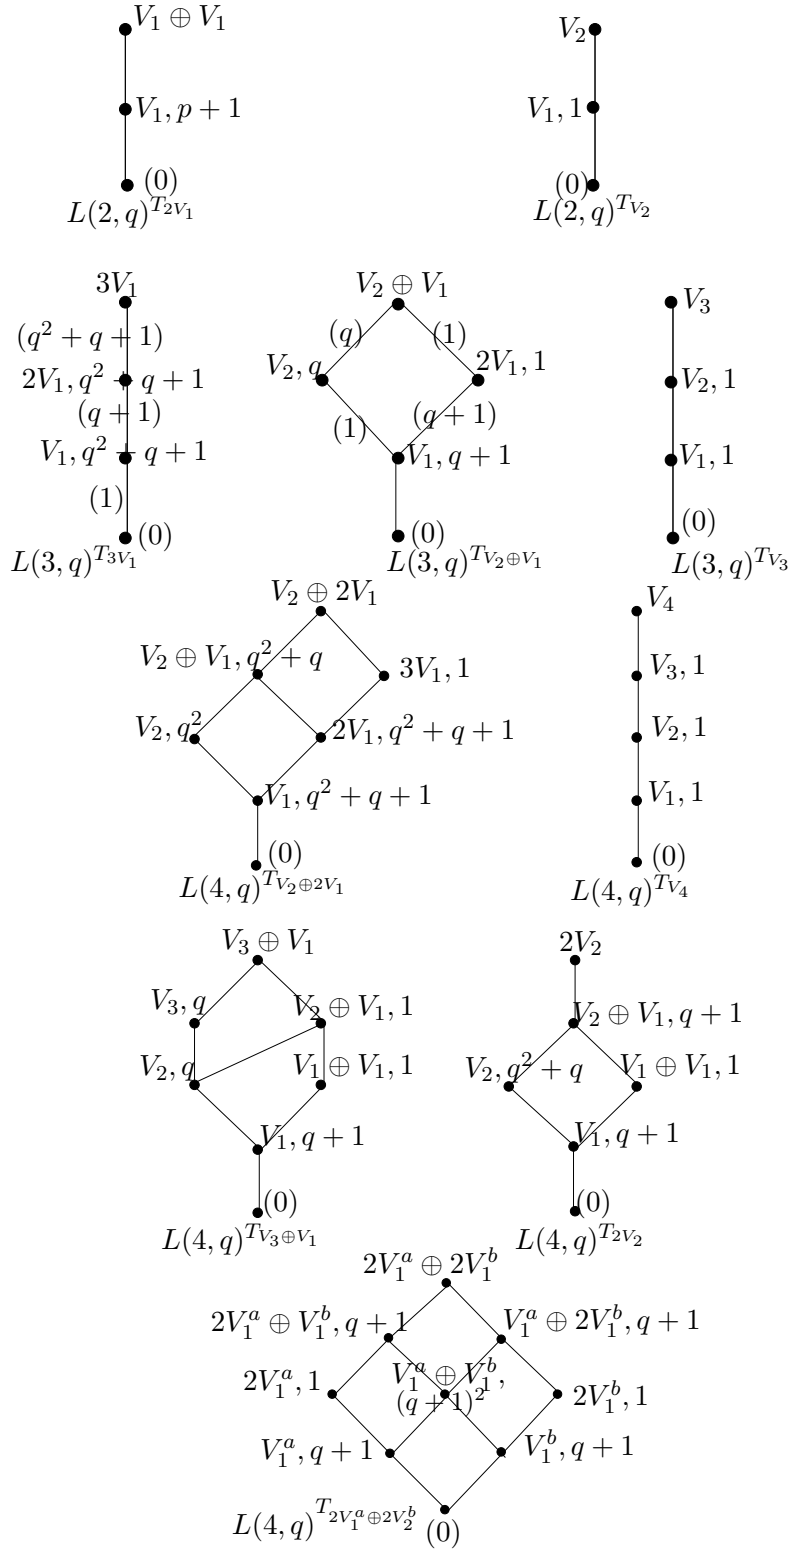 V_1 ⊕ V_1
V_2
V_1, p + 1
V_1, 1
(0)
(0)
L(2, q)^{T_{2V_1}}
L(2, q)^{T_{V_2}}
3V_1
V_2 ⊕ V_1
V_3
(q^2 + q + 1)
(q)
(1)
2V_1, q^2 + q + 1
V_2, q
2V_1, 1
V_2, 1
(q + 1)
(1)
(q + 1)
V_1, q^2 + q + 1
V_1, q + 1
V_1, 1
(1)
(0)
(0)
(0)
L(3, q)^{T_{3V_1}}
L(3, q)^{T_{V_2⊕V_1}}
L(3, q)^{T_{V_3}}
V_2 ⊕ 2V_1
V_4
V_2 ⊕ V_1, q^2 + q
3V_1, 1
V_3, 1
V_2, q^2
2V_1, q^2 + q + 1
V_2, 1
V_1, q^2 + q + 1
V_1, 1
(0)
(0)
L(4, q)^{T_{V_2⊕2V_1}}
L(4, q)^{T_{V_4}}
V_3 ⊕ V_1
2V_2
V_3, q
V_2 ⊕ V_1, 1
V_2 ⊕ V_1, q + 1
V_2, q
V_1 ⊕ V_1, 1
V_2, q^2 + q
V_1 ⊕ V_1, 1
V_1, q + 1
V_1, q + 1
(0)
(0)
L(4, q)^{T_{V_3⊕V_1}}
L(4, q)^{T_{2V_2}}
2V_1^a ⊕ 2V_1^b
2V_1^a ⊕ V_1^b, q + 1
V_1^a ⊕ 2V_1^b, q + 1
2V_1^a, 1
V_1^a ⊕ V_1^b,
(q + 1)^2
2V_1^b, 1
V_1^a, q + 1
V_1^b, q + 1
L(4, q)^{T_{2V_1^a⊕2V_2^b}}
(0)